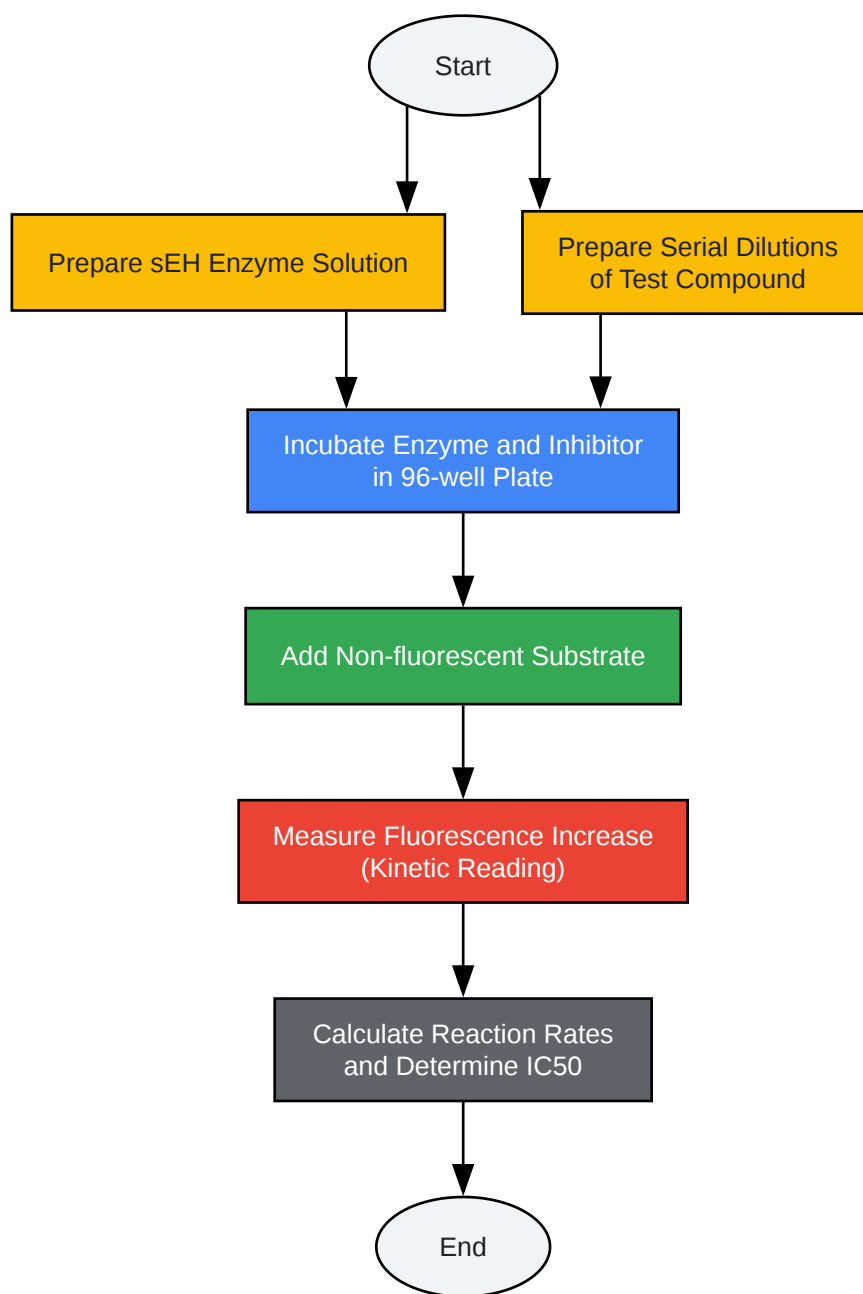 Start
Prepare sEH Enzyme Solution
Prepare Serial Dilutions
of Test Compound
Incubate Enzyme and Inhibitor
in 96-well Plate
Add Non-fluorescent Substrate
Measure Fluorescence Increase
(Kinetic Reading)
Calculate Reaction Rates
and Determine IC50
End